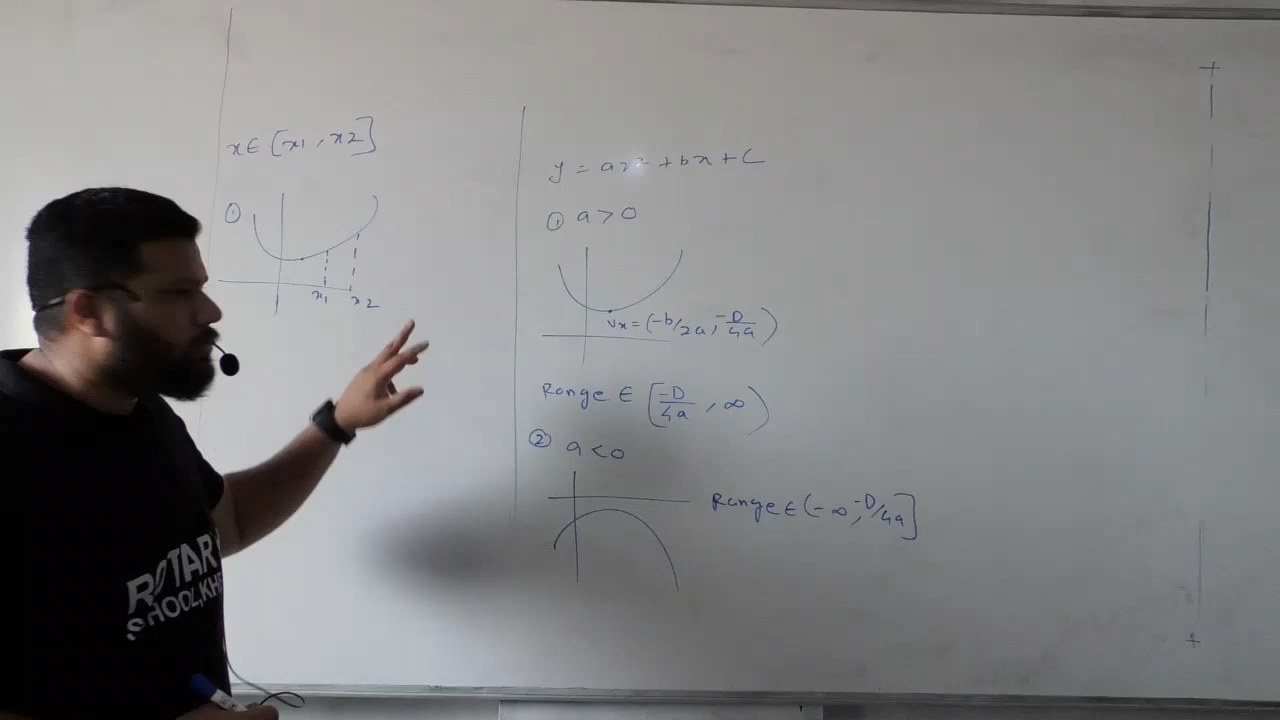 x ∈ [x1 , x2]
①
x1 x2
y = ax² + bx + c
① a > 0
Vx = (-b/2a , -D/4a)
Range ∈ [-D/4a , ∞)
② a < 0
Range ∈ (-∞, -D/4a]